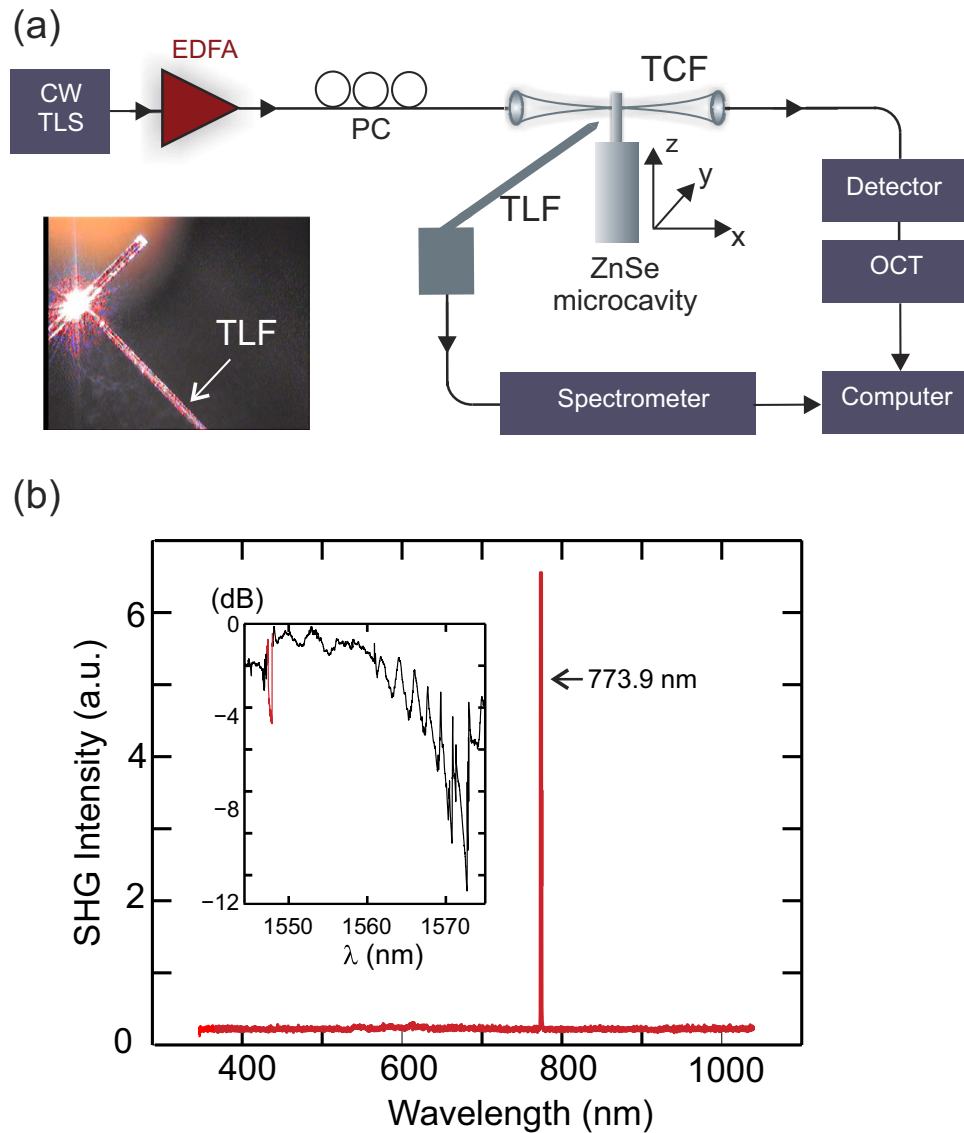 (a)
EDFA
CW
TLS
PC
TCF
TLF
z
y
x
ZnSe
microcavity
Detector
OCT
Computer
Spectrometer
TLF
(b)
SHG Intensity (a.u.)
6
4
2
0
(dB)
0
−4
−8
−12
1550
1560
1570
λ (nm)
773.9 nm
400
600
800
1000
Wavelength (nm)